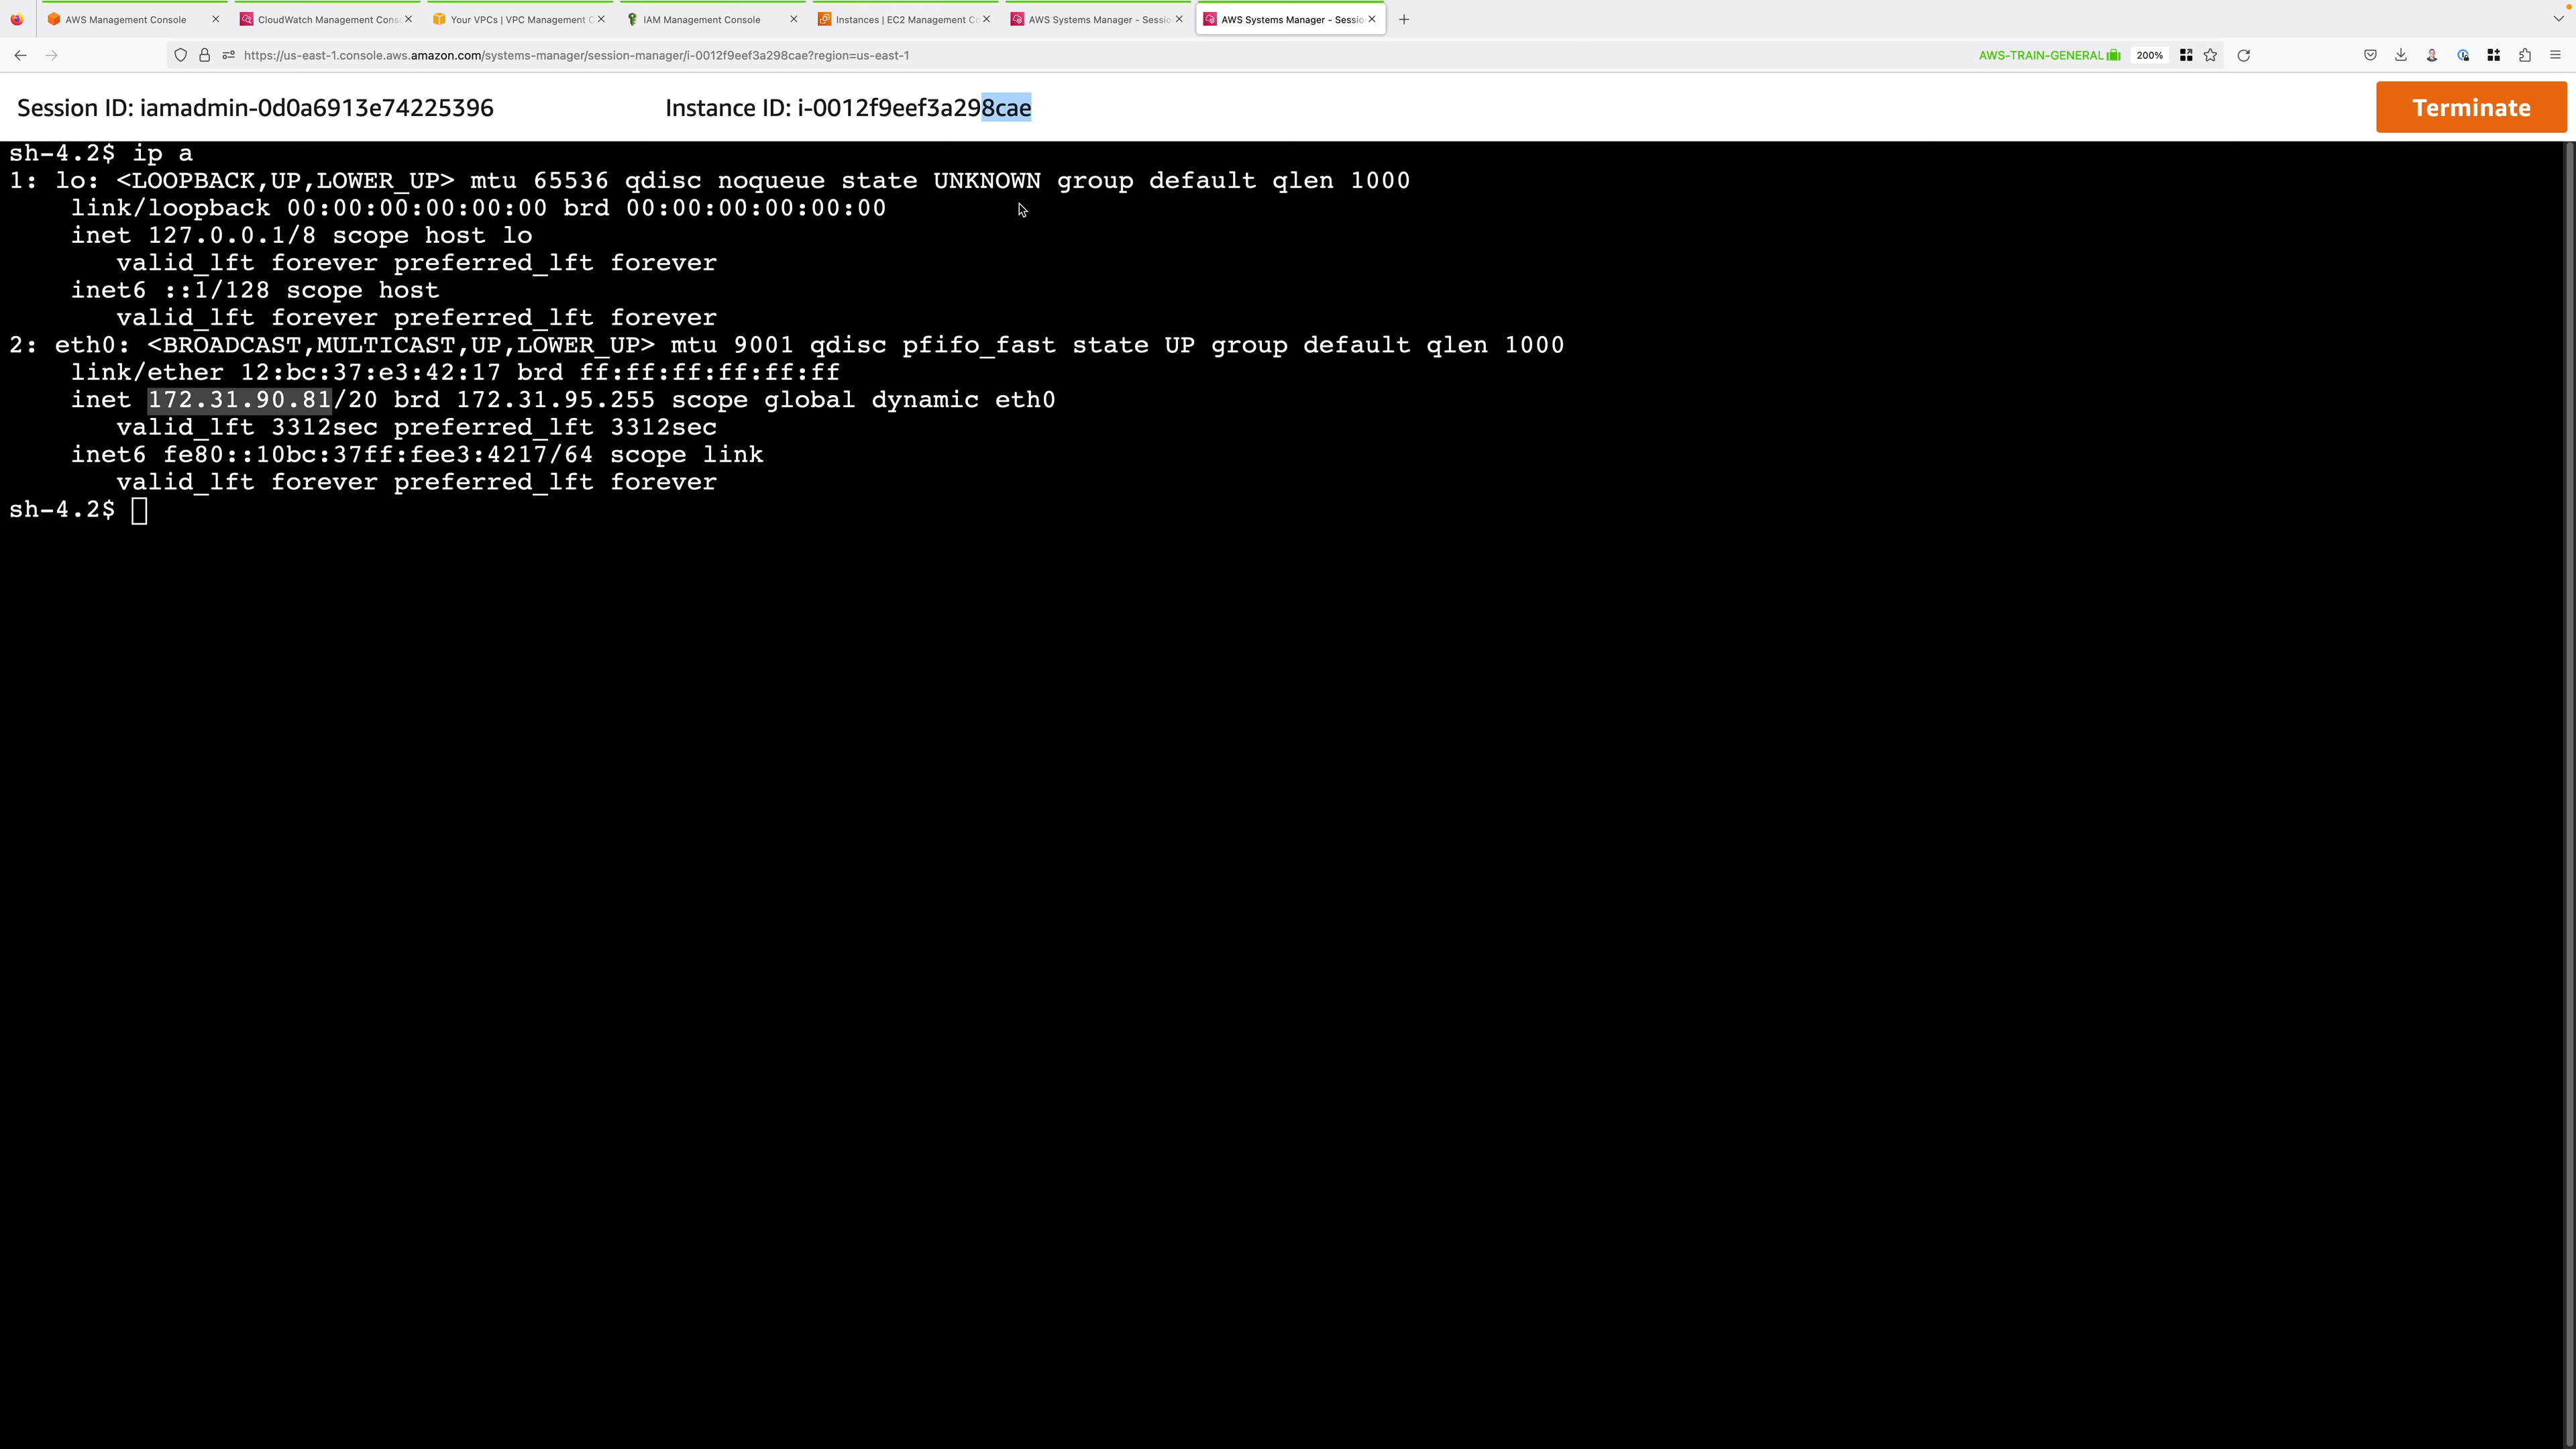 AWS Management Console
CloudWatch Management Cons
Your VPCs | VPC Management C
IAM Management Console
Instances | EC2 Management Co
AWS Systems Manager - Sessio
AWS Systems Manager - Sessio
https://us-east-1.console.aws.amazon.com/systems-manager/session-manager/i-0012f9eef3a298cae?region=us-east-1
AWS-TRAIN-GENERAL
200%
Session ID: iamadmin-0d0a6913e74225396
Instance ID: i-0012f9eef3a298cae
Terminate
sh-4.2$ ip a
1: lo: <LOOPBACK,UP,LOWER_UP> mtu 65536 qdisc noqueue state UNKNOWN group default qlen 1000
link/loopback 00:00:00:00:00:00 brd 00:00:00:00:00:00
inet 127.0.0.1/8 scope host lo
valid_lft forever preferred_lft forever
inet6 ::1/128 scope host
valid_lft forever preferred_lft forever
2: eth0: <BROADCAST,MULTICAST,UP,LOWER_UP> mtu 9001 qdisc pfifo_fast state UP group default qlen 1000
link/ether 12:bc:37:e3:42:17 brd ff:ff:ff:ff:ff:ff
inet 172.31.90.81/20 brd 172.31.95.255 scope global dynamic eth0
valid_lft 3312sec preferred_lft 3312sec
inet6 fe80::10bc:37ff:fee3:4217/64 scope link
valid_lft forever preferred_lft forever
sh-4.2$